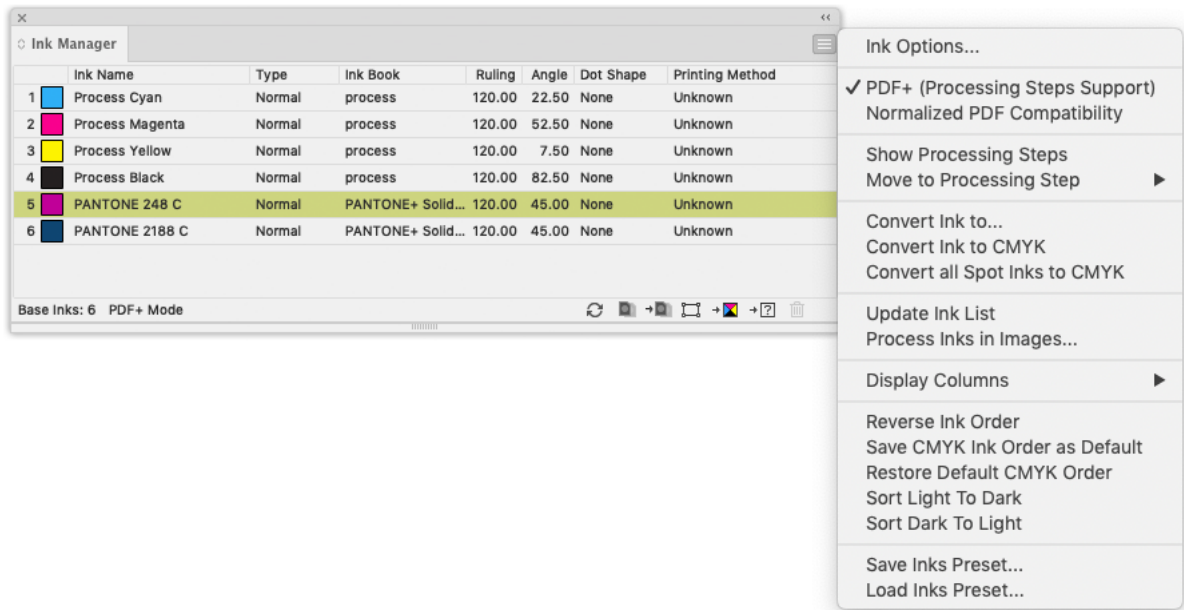 Ink Manager
Ink Name Type Ink Book Ruling Angle Dot Shape Printing Method
1 Process Cyan Normal process 120.00 22.50 None Unknown
2 Process Magenta Normal process 120.00 52.50 None Unknown
3 Process Yellow Normal process 120.00 7.50 None Unknown
4 Process Black Normal process 120.00 82.50 None Unknown
5 PANTONE 248 C Normal PANTONE+ Solid... 120.00 45.00 None Unknown
6 PANTONE 2188 C Normal PANTONE+ Solid... 120.00 45.00 None Unknown
Base Inks: 6 PDF+ Mode
Ink Options...
PDF+ (Processing Steps Support)
Normalized PDF Compatibility
Show Processing Steps
Move to Processing Step
Convert Ink to...
Convert Ink to CMYK
Convert all Spot Inks to CMYK
Update Ink List
Process Inks in Images...
Display Columns
Reverse Ink Order
Save CMYK Ink Order as Default
Restore Default CMYK Order
Sort Light To Dark
Sort Dark To Light
Save Inks Preset...
Load Inks Preset...